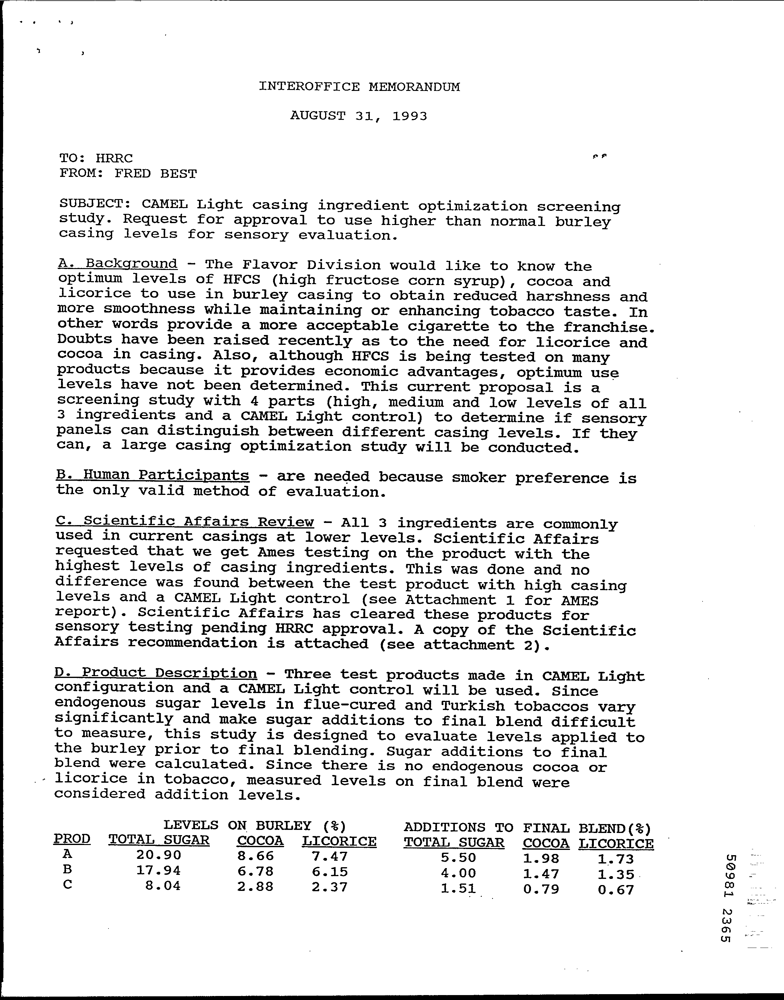 INTEROFFICE MEMORANDUM
AUGUST 31, 1993
TO: HRRC
FROM: FRED BEST
SUBJECT: CAMEL Light casing ingredient optimization screening
study. Request for approval to use higher than normal burley
casing levels for sensory evaluation.
A. Background - The Flavor Division would like to know the
optimum levels of HFCS (high fructose corn syrup), cocoa and
licorice to use in burley casing to obtain reduced harshness and
more smoothness while maintaining or enhancing tobacco taste. In
other words provide a more acceptable cigarette to the franchise.
Doubts have been raised recently as to the need for licorice and
cocoa in casing. Also, although HFCS is being tested on many
products because it provides economic advantages, optimum use
levels have not been determined. This current proposal is a
screening study with 4 parts (high, medium and low levels of all
3 ingredients and a CAMEL Light control) to determine if sensory
panels can distinguish between different casing levels. If they
can, a large casing optimization study will be conducted.
B. Human Participants - are needed because smoker preference is
the only valid method of evaluation.
C. Scientific Affairs Review - All 3 ingredients are commonly
used in current casings at lower levels. Scientific Affairs
requested that we get Ames testing on the product with the
highest levels of casing ingredients. This was done and no
difference was found between the test product with high casing
levels and a CAMEL Light control (see Attachment 1 for AMES
report). Scientific Affairs has cleared these products for
sensory testing pending HRRC approval. A copy of the Scientific
Affairs recommendation is attached (see attachment 2).
D. Product Description - Three test products made in CAMEL Light
configuration and a CAMEL Light control will be used. Since
endogenous sugar levels in flue-cured and Turkish tobaccos vary
significantly and make sugar additions to final blend difficult
to measure, this study is designed to evaluate levels applied to
the burley prior to final blending. Sugar additions to final
blend were calculated. Since there is no endogenous cocoa or
licorice in tobacco, measured levels on final blend were
considered addition levels.
LEVELS ON BURLEY (%) ADDITIONS TO FINAL BLEND(%)
PROD TOTAL SUGAR COCOA LICORICE TOTAL SUGAR COCOA LICORICE
A 20.90 8.66 7.47 5.50 1.98 1.73
B 17.94 6.78 6.15 4.00 1.47 1.35
C 8.04 2.88 2.37 1.51 0.79 0.67
50981 2365